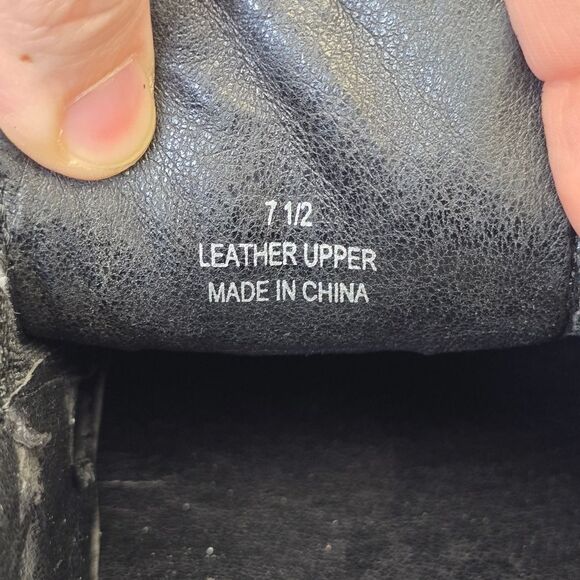 7 1/2
LEATHER UPPER
MADE IN CHINA